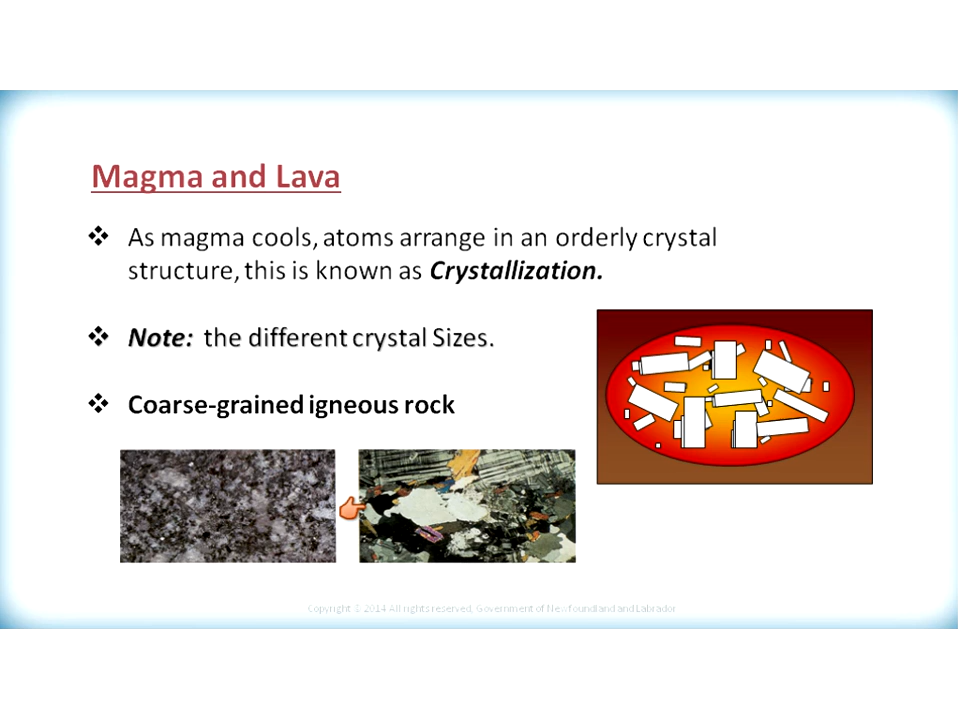 Magma and Lava
❖ As magma cools, atoms arrange in an orderly crystal
structure, this is known as Crystallization.
❖ Note: the different crystal Sizes.
❖ Coarse-grained igneous rock
Copyright © 2014 All rights reserved, Government of Newfoundland and Labrador